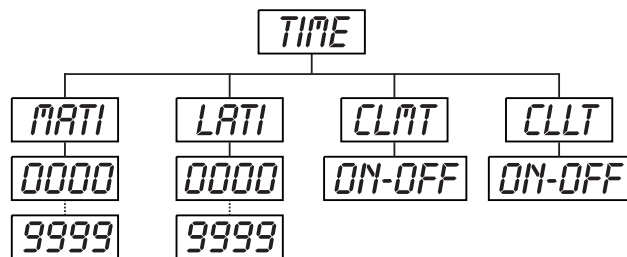 TIME
MATI LATI CLMT CLLT
0000 0000 ON-OFF ON-OFF
9999 9999